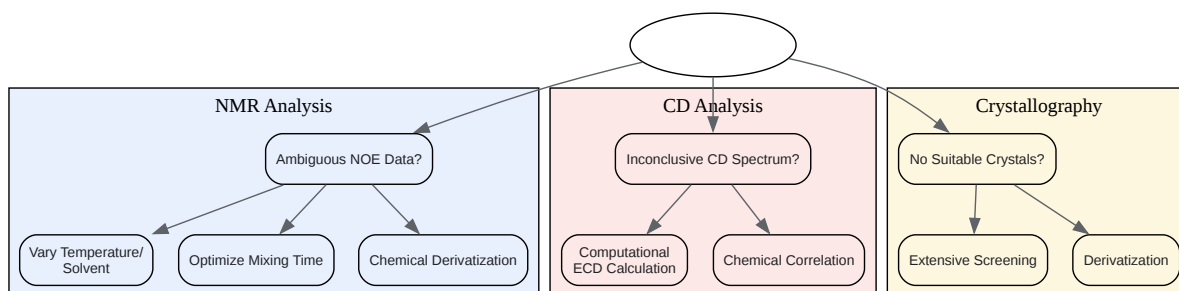 NMR Analysis
CD Analysis
Crystallography
Ambiguous NOE Data?
Inconclusive CD Spectrum?
No Suitable Crystals?
Vary Temperature/
Solvent
Optimize Mixing Time
Chemical Derivatization
Computational
ECD Calculation
Chemical Correlation
Extensive Screening
Derivatization